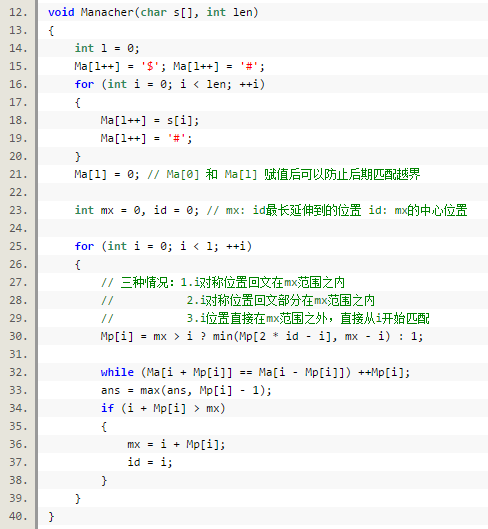 12. void Manacher(char s[], int len)
13. {
14.     int l = 0;
15.     Ma[l++] = '$'; Ma[l++] = '#';
16.     for (int i = 0; i < len; ++i)
17.     {
18.         Ma[l++] = s[i];
19.         Ma[l++] = '#';
20.     }
21.     Ma[l] = 0; // Ma[0] 和 Ma[l] 赋值后可以防止后期匹配越界
22.
23.     int mx = 0, id = 0; // mx: id最长延伸到的位置 id: mx的中心位置
24.
25.     for (int i = 0; i < l; ++i)
26.     {
27.         // 三种情况：1.i对称位置回文在mx范围之内
28.         //           2.i对称位置回文部分在mx范围之内
29.         //           3.i位置直接在mx范围之外，直接从i开始匹配
30.         Mp[i] = mx > i ? min(Mp[2 * id - i], mx - i) : 1;
31.
32.         while (Ma[i + Mp[i]] == Ma[i - Mp[i]]) ++Mp[i];
33.         ans = max(ans, Mp[i] - 1);
34.         if (i + Mp[i] > mx)
35.         {
36.             mx = i + Mp[i];
37.             id = i;
38.         }
39.     }
40. }